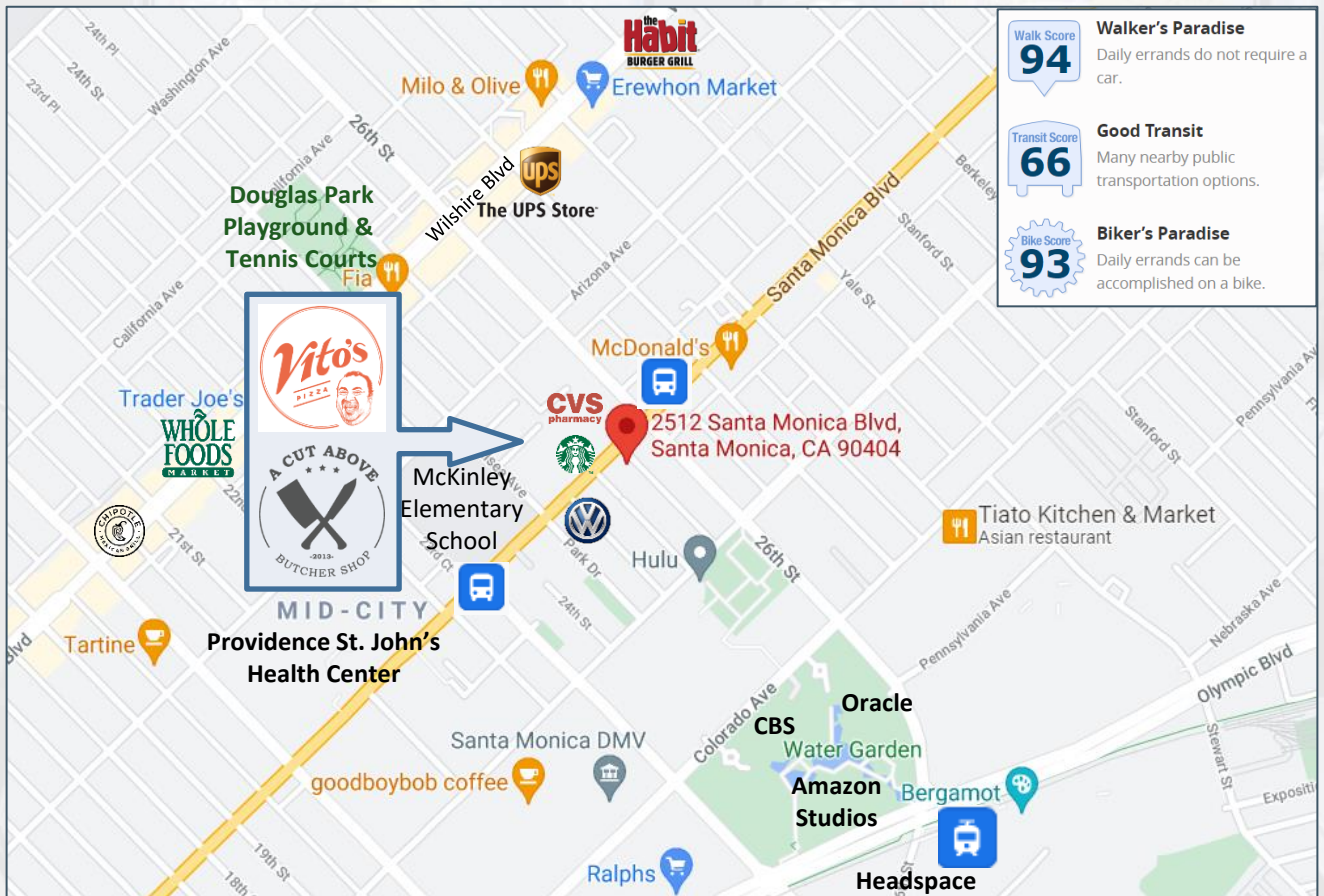 24th Pl
24th St
23rd Pl
Washington Ave
26th St
California Ave
the
Habit
BURGER GRILL
Milo & Olive
Erewhon Market
Walk Score
94
Walker's Paradise
Daily errands do not require a
car.
Transit Score
66
Good Transit
Many nearby public
transportation options.
Bike Score
93
Biker's Paradise
Daily errands can be
accomplished on a bike.
Wilshire Blvd
ups
The UPS Store
Douglas Park
Playground &
Tennis Courts
Fia
Arizona Ave
Santa Monica Blvd
Berkeley
Stanford St
Yale St
California Ave
Vito's
PIZZA
McDonald's
Trader Joe's
WHOLE
FOODS
MARKET
CVS
pharmacy
2512 Santa Monica Blvd,
Santa Monica, CA 90404
A CUT ABOVE
-2013-
BUTCHER SHOP
McKinley
Elementary
School
CHIPOTLE
MEXICAN GRILL
21st St
Park Dr
24th St
23rd Ct
Hulu
26th St
Stanford St
Pennsylvania Av
Tiato Kitchen & Market
Asian restaurant
MID-CITY
Providence St. John's
Health Center
Tartine
Blvd
Pennsylvania Ave
Nebraska Ave
Olympic Blvd
Stewart St
Colorado Ave
CBS
Oracle
Water Garden
Amazon
Studios
Bergamot
Santa Monica DMV
goodboybob coffee
Expositi
19th St
18th
Ralphs
Headspace